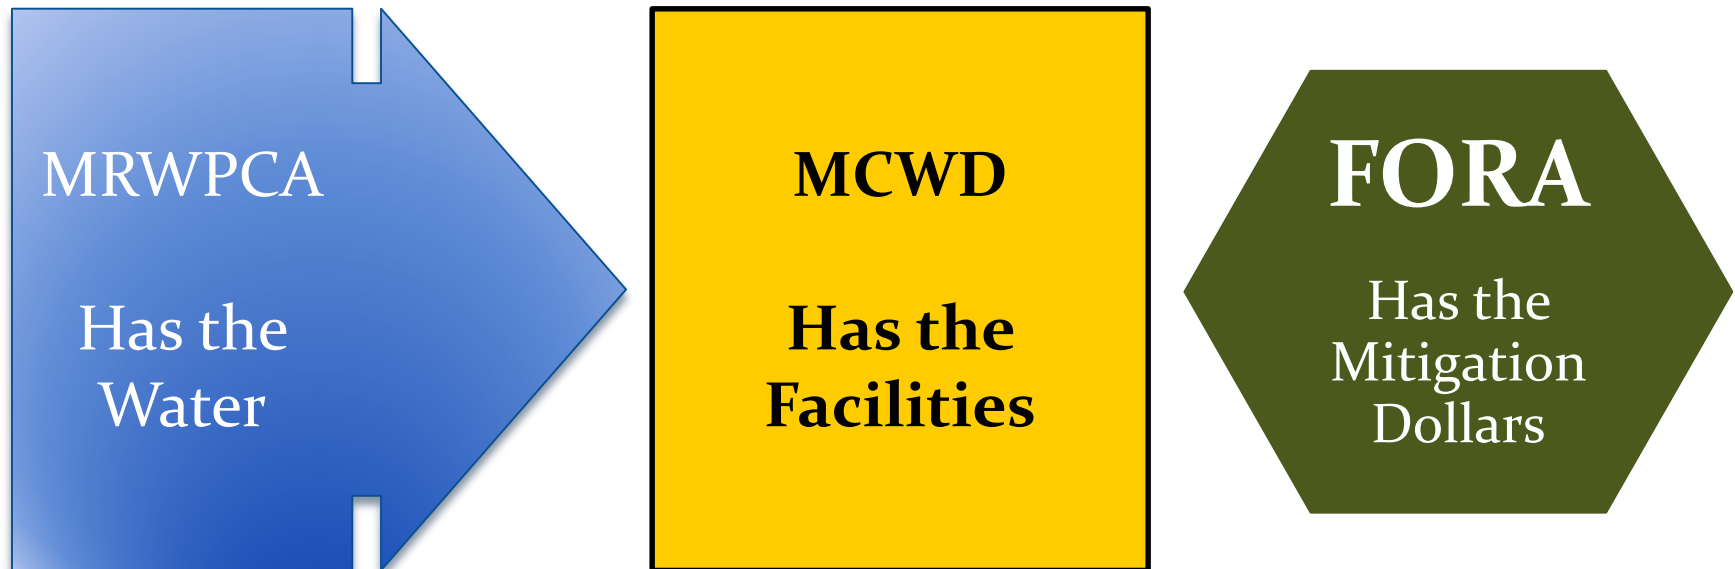 MRWPCA
Has the
Water
MCWD
Has the
Facilities
FORA
Has the
Mitigation
Dollars